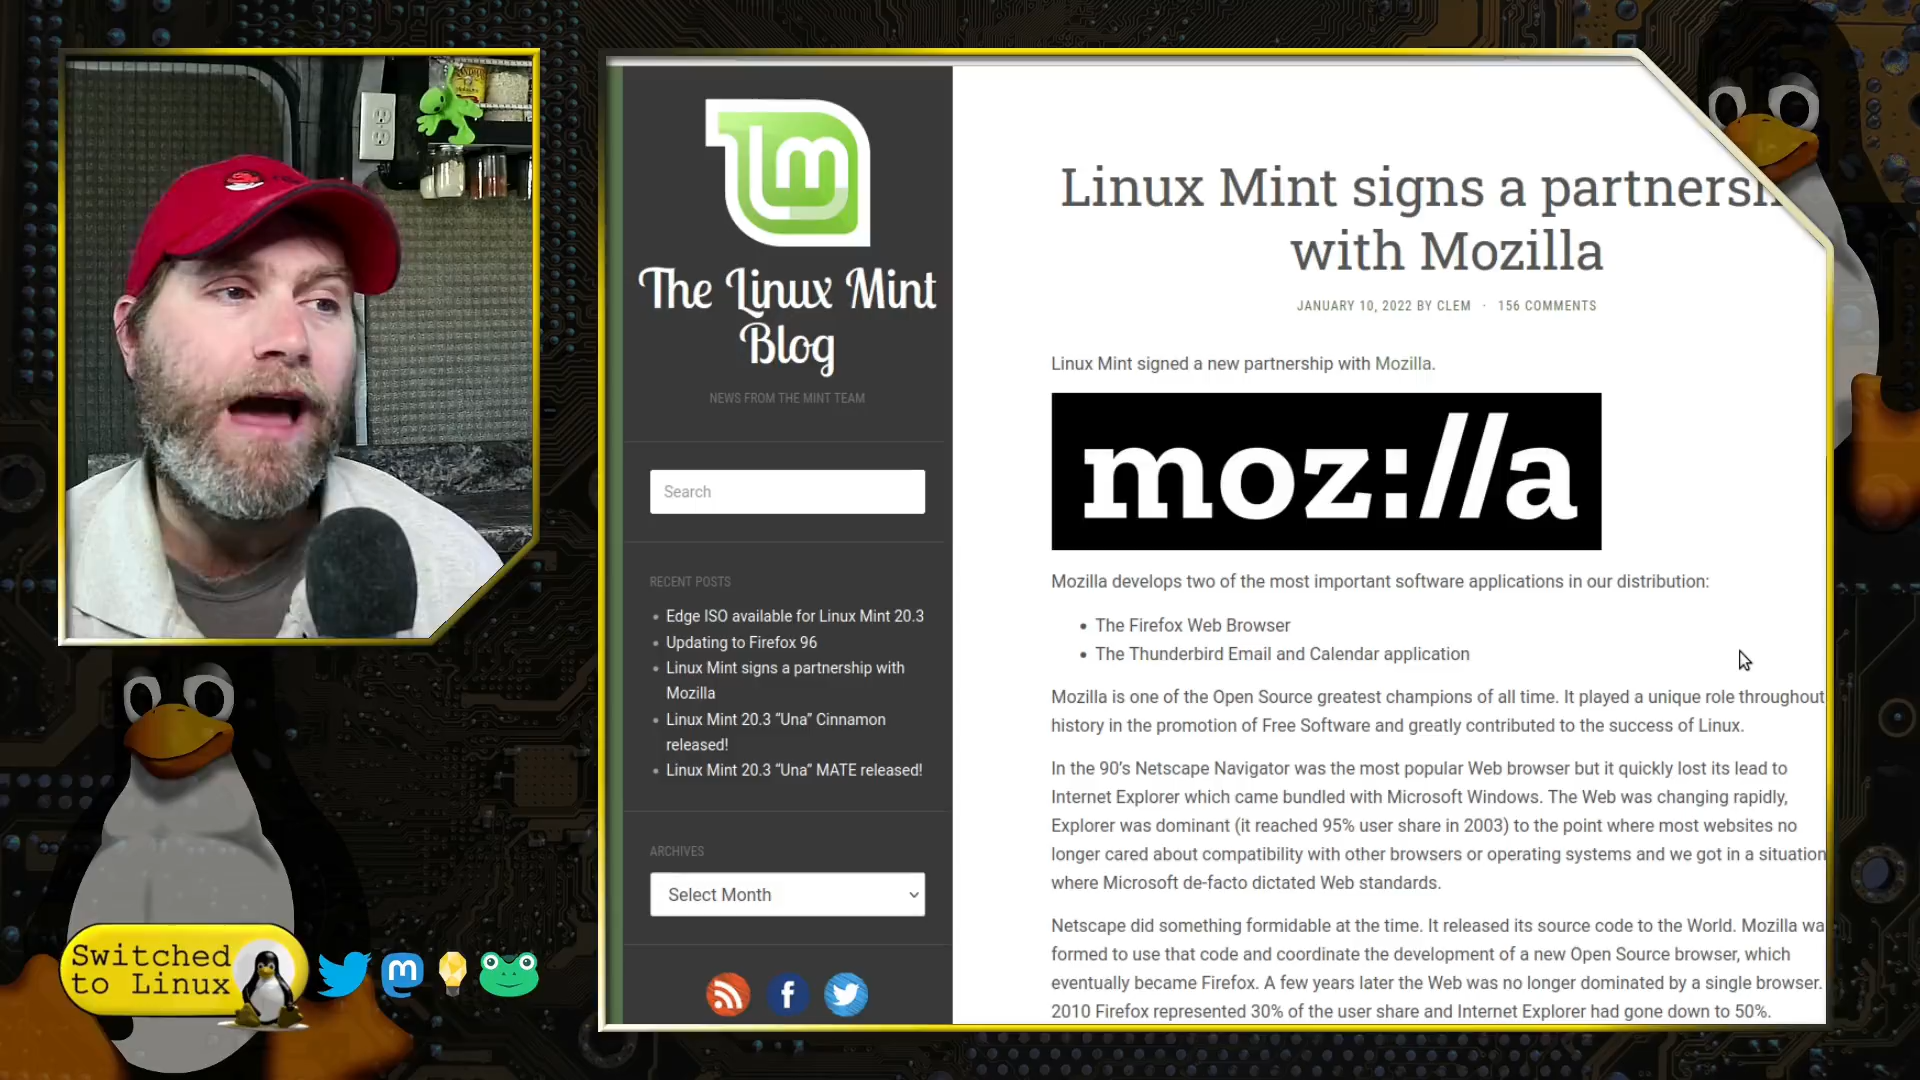 Linux Mint signs a partnersh
with Mozilla
JANUARY 10, 2022 BY CLEM · 156 COMMENTS
Linux Mint signed a new partnership with Mozilla.
moz://a
Mozilla develops two of the most important software applications in our distribution:
• The Firefox Web Browser
• The Thunderbird Email and Calendar application
Mozilla is one of the Open Source greatest champions of all time. It played a unique role throughout
history in the promotion of Free Software and greatly contributed to the success of Linux.
In the 90's Netscape Navigator was the most popular Web browser but it quickly lost its lead to
Internet Explorer which came bundled with Microsoft Windows. The Web was changing rapidly,
Explorer was dominant (it reached 95% user share in 2003) to the point where most websites no
longer cared about compatibility with other browsers or operating systems and we got in a situation
where Microsoft de-facto dictated Web standards.
Netscape did something formidable at the time. It released its source code to the World. Mozilla wa
formed to use that code and coordinate the development of a new Open Source browser, which
eventually became Firefox. A few years later the Web was no longer dominated by a single browser.
2010 Firefox represented 30% of the user share and Internet Explorer had gone down to 50%.
lm
The Linux Mint
Blog
NEWS FROM THE MINT TEAM
Search
RECENT POSTS
• Edge ISO available for Linux Mint 20.3
• Updating to Firefox 96
• Linux Mint signs a partnership with
Mozilla
• Linux Mint 20.3 “Una” Cinnamon
released!
• Linux Mint 20.3 “Una” MATE released!
ARCHIVES
Select Month
Switched
to Linux